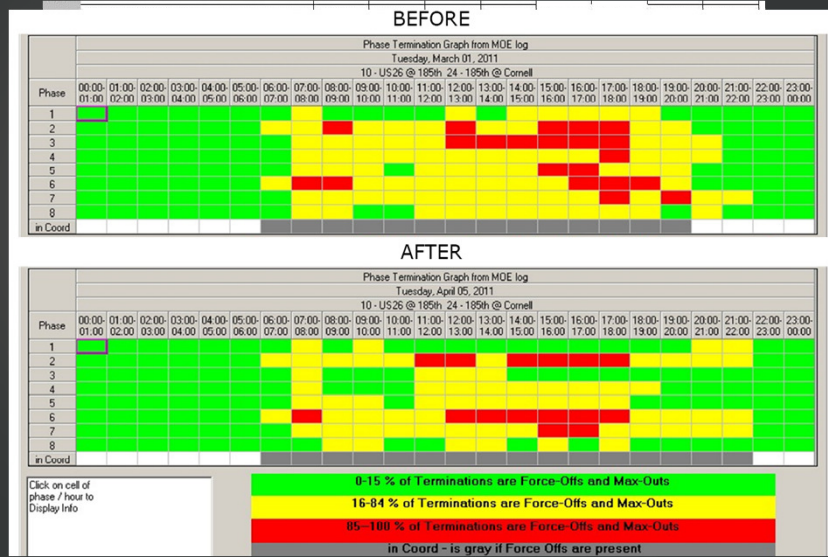 BEFORE
Phase Termination Graph from MOE log
Tuesday, March 01, 2011
10 - US26 @ 185th 24 - 185th @ Cornell
Phase 00:00- 01:00- 02:00- 03:00- 04:00- 05:00- 06:00- 07:00- 08:00- 09:00- 10:00- 11:00- 12:00- 13:00- 14:00- 15:00- 16:00- 17:00- 18:00- 19:00- 20:00- 21:00- 22:00- 23:00-
01:00 02:00 03:00 04:00 05:00 06:00 07:00 08:00 09:00 10:00 11:00 12:00 13:00 14:00 15:00 16:00 17:00 18:00 19:00 20:00 21:00 22:00 23:00 00:00
1
2
3
4
5
6
7
8
in Coord
AFTER
Phase Termination Graph from MOE log
Tuesday, April 05, 2011
10 - US26 @ 185th 24 - 185th @ Cornell
Phase 00:00- 01:00- 02:00- 03:00- 04:00- 05:00- 06:00- 07:00- 08:00- 09:00- 10:00- 11:00- 12:00- 13:00- 14:00- 15:00- 16:00- 17:00- 18:00- 19:00- 20:00- 21:00- 22:00- 23:00-
01:00 02:00 03:00 04:00 05:00 06:00 07:00 08:00 09:00 10:00 11:00 12:00 13:00 14:00 15:00 16:00 17:00 18:00 19:00 20:00 21:00 22:00 23:00 00:00
1
2
3
4
5
6
7
8
in Coord
Click on cell of
phase / hour to
Display Info
0-15 % of Terminations are Force-Offs and Max-Outs
16-84 % of Terminations are Force-Offs and Max-Outs
85--100 % of Terminations are Force-Offs and Max-Outs
in Coord - is gray if Force Offs are present